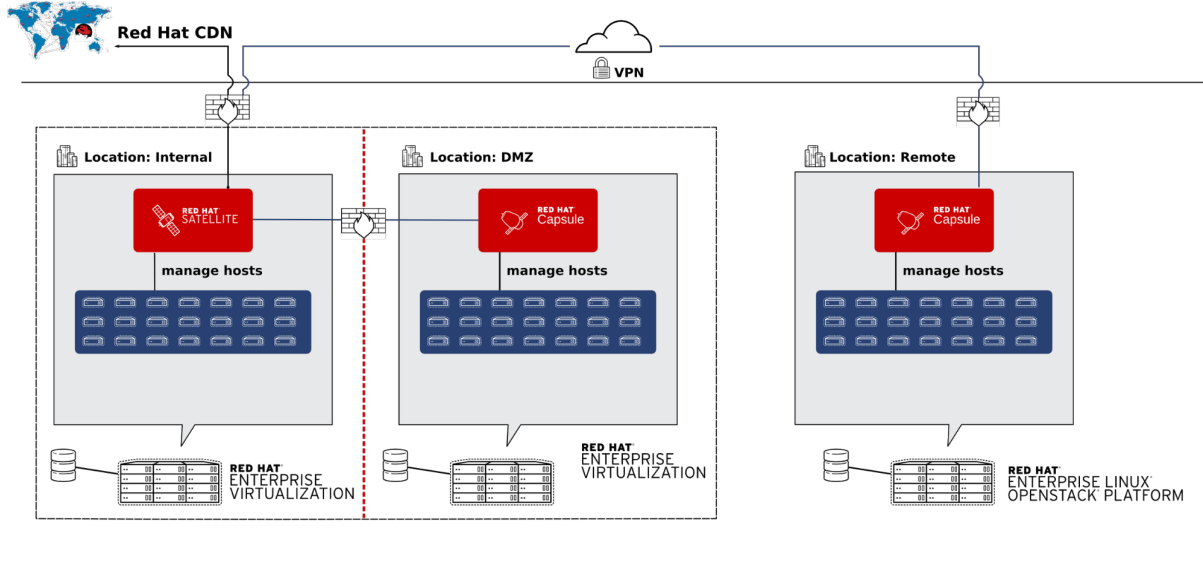 Red Hat CDN
VPN
Location: Internal
Location: DMZ
Location: Remote
RED HAT
SATELLITE
RED HAT
Capsule
RED HAT
Capsule
manage hosts
manage hosts
manage hosts
RED HAT
ENTERPRISE
VIRTUALIZATION
RED HAT
ENTERPRISE
VIRTUALIZATION
RED HAT
ENTERPRISE LINUX
OPENSTACK PLATFORM